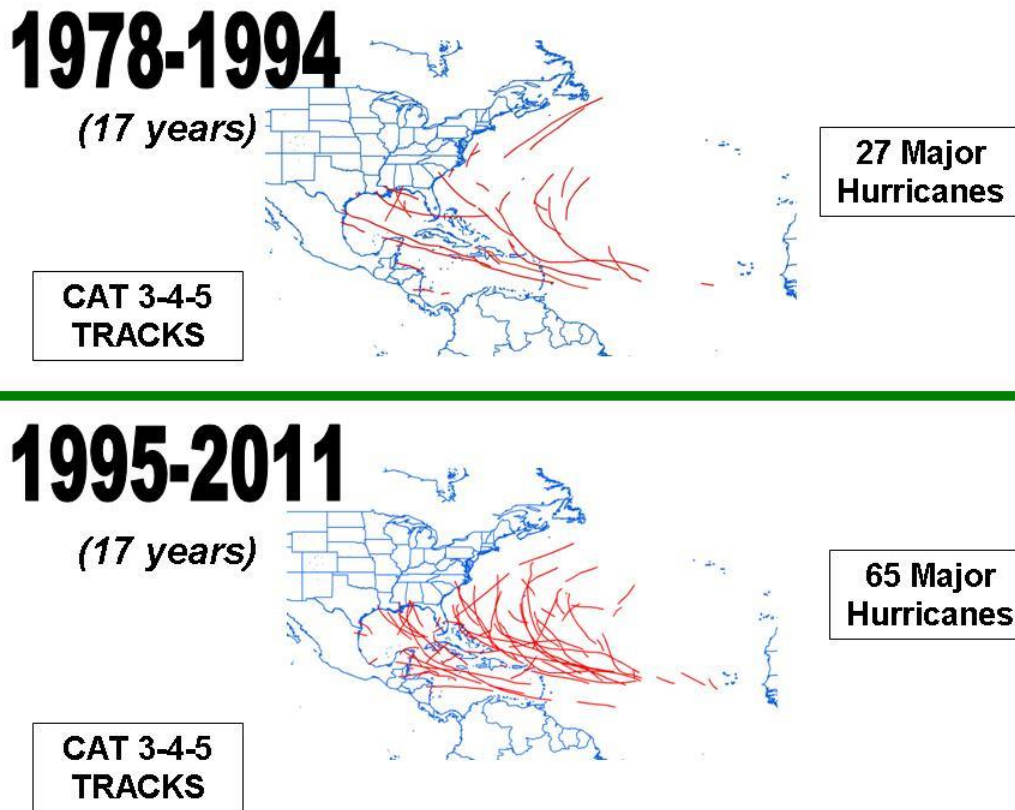 1978-1994
(17 years)
27 Major
Hurricanes
CAT 3-4-5
TRACKS
1995-2011
(17 years)
65 Major
Hurricanes
CAT 3-4-5
TRACKS